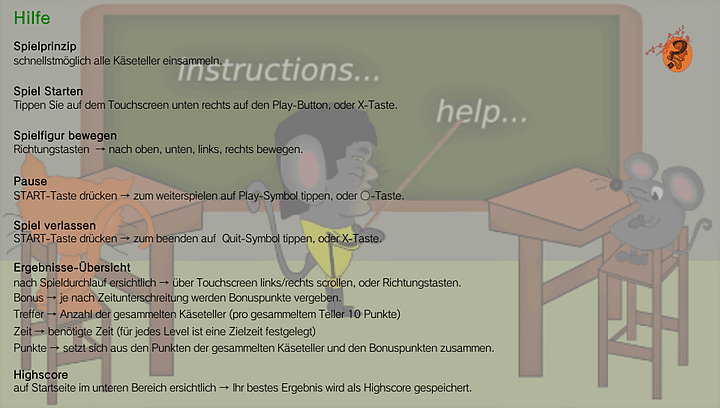 Hilfe
instructions...
help...
Spielprinzip
schnellstmöglich alle Käseteller einsammeln.
Spiel Starten
Tippen Sie auf dem Touchscreen unten rechts auf den Play-Button, oder X-Taste.
Spielfigur bewegen
Richtungstasten → nach oben, unten, links, rechts bewegen.
Pause
START-Taste drücken → zum weiterspielen auf Play-Symbol tippen, oder ○-Taste.
Spiel verlassen
START-Taste drücken → zum beenden auf Quit-Symbol tippen, oder X-Taste.
Ergebnisse-Übersicht
nach Spieldurchlauf ersichtlich → über Touchscreen links/rechts scrollen, oder Richtungstasten.
Bonus → je nach Zeitunterschreitung werden Bonuspunkte vergeben.
Treffer → Anzahl der gesammelten Käseteller (pro gesammeltem Teller 10 Punkte)
Zeit → benötigte Zeit (für jedes Level ist eine Zielzeit festgelegt)
Punkte → setzt sich aus den Punkten der gesammelten Käseteller und den Bonuspunkten zusammen.
Highscore
auf Startseite im unteren Bereich ersichtlich → Ihr bestes Ergebnis wird als Highscore gespeichert.